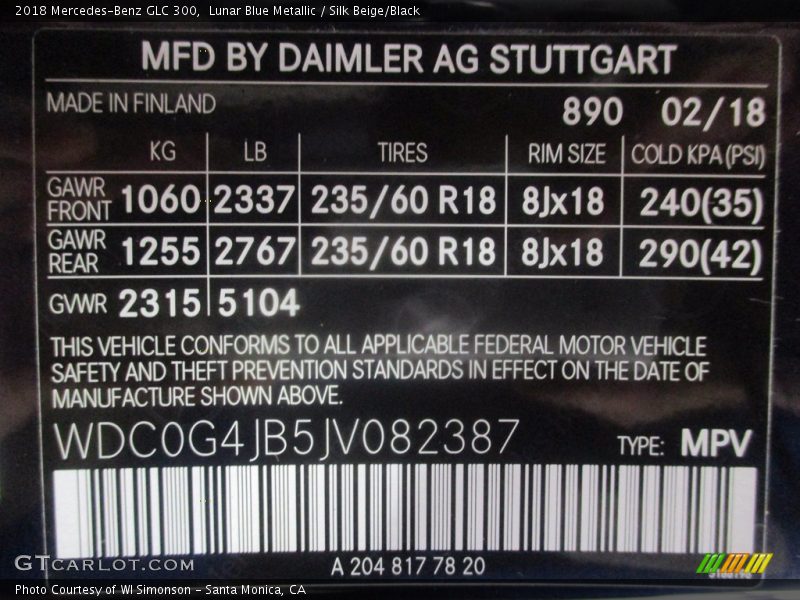 2018 Mercedes-Benz GLC 300,  Lunar Blue Metallic / Silk Beige/Black
MFD BY DAIMLER AG STUTTGART
MADE IN FINLAND 890 02/18
KG LB TIRES RIM SIZE COLD KPA(PSI)
GAWR FRONT 1060 2337 235/60 R18 8Jx18 240(35)
GAWR REAR 1255 2767 235/60 R18 8Jx18 290(42)
GVWR 2315 5104
THIS VEHICLE CONFORMS TO ALL APPLICABLE FEDERAL MOTOR VEHICLE
SAFETY AND THEFT PREVENTION STANDARDS IN EFFECT ON THE DATE OF
MANUFACTURE SHOWN ABOVE.
WDC0G4JB5JV082387 TYPE: MPV
A 204 817 78 20
GTCARLOT.COM
Photo Courtesy of WI Simonson - Santa Monica, CA